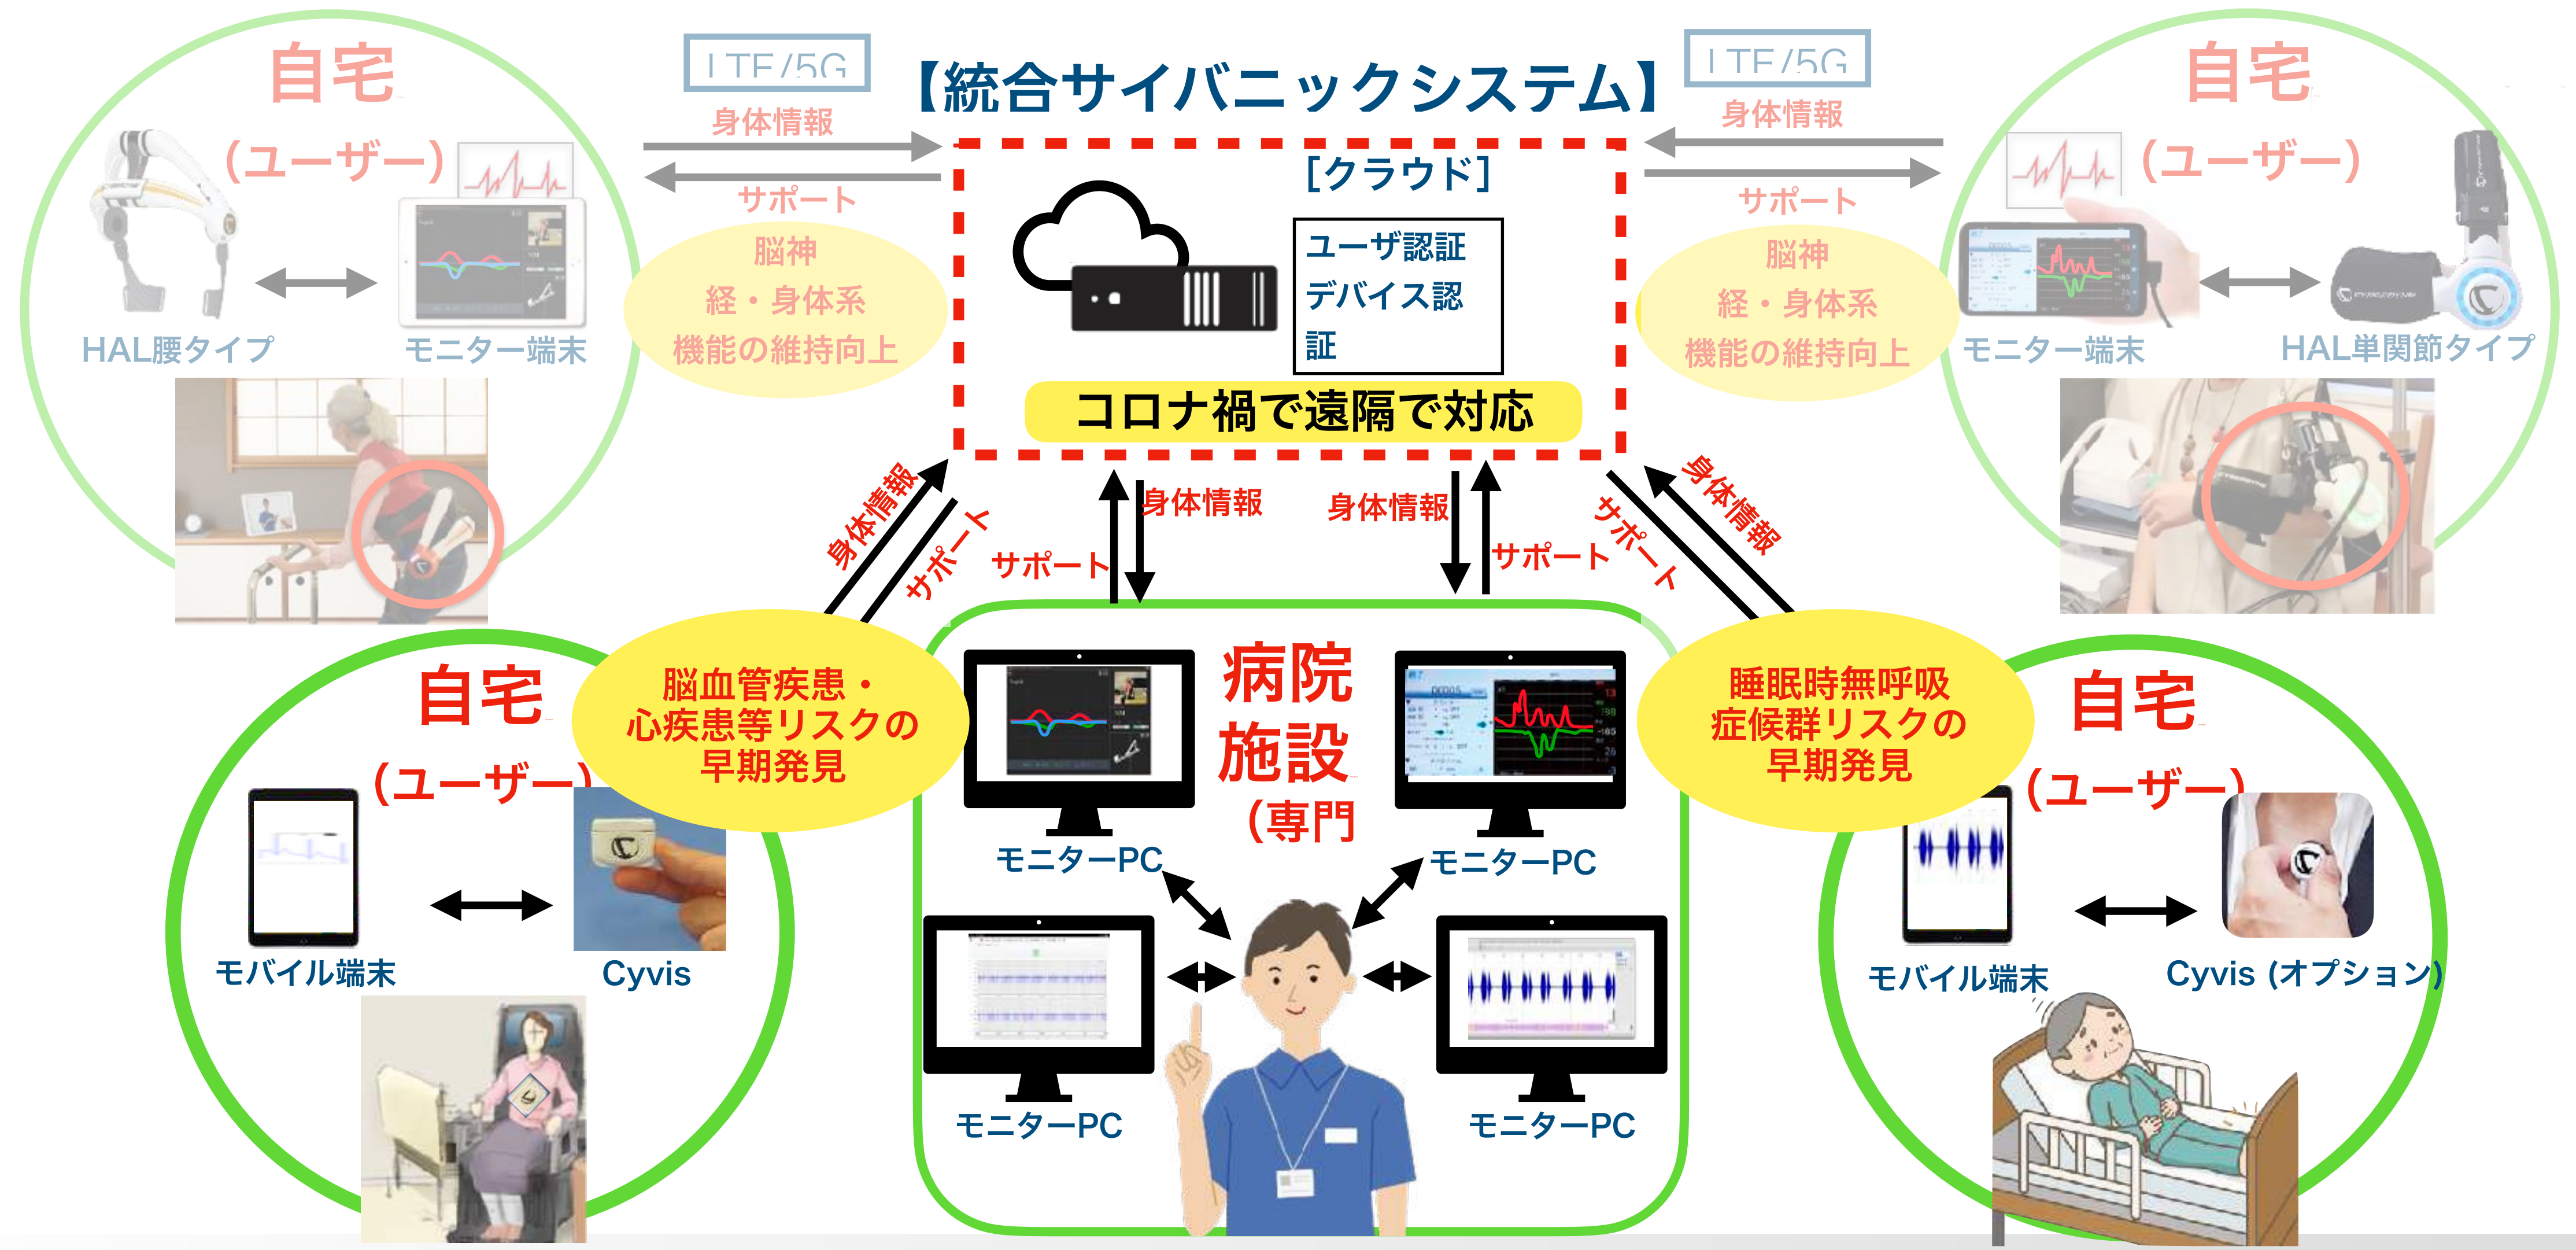 【統合サイバニックシステム】
自宅
(ユーザー)
HAL腰タイプ
モニター端末
LTE/5G
身体情報
サポート
脳神
経・身体系
機能の維持向上
[クラウド]
ユーザ認証
デバイス認
証
コロナ禍で遠隔で対応
LTE/5G
身体情報
サポート
脳神
経・身体系
機能の維持向上
自宅
(ユーザー)
モニター端末
HAL単関節タイプ
身体情報
サポート
サポート
身体情報
身体情報
サポート
サポート
身体情報
自宅
(ユーザー)
脳血管疾患・
心疾患等リスクの
早期発見
モバイル端末
Cyvis
病院
施設
(専門
モニターPC
モニターPC
モニターPC
モニターPC
睡眠時無呼吸
症候群リスクの
早期発見
自宅
(ユーザー)
モバイル端末
Cyvis (オプション)